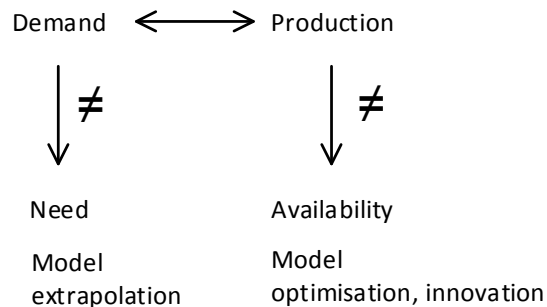 Demand
Production
≠
≠
Need
Availability
Model
extrapolation
Model
optimisation, innovation